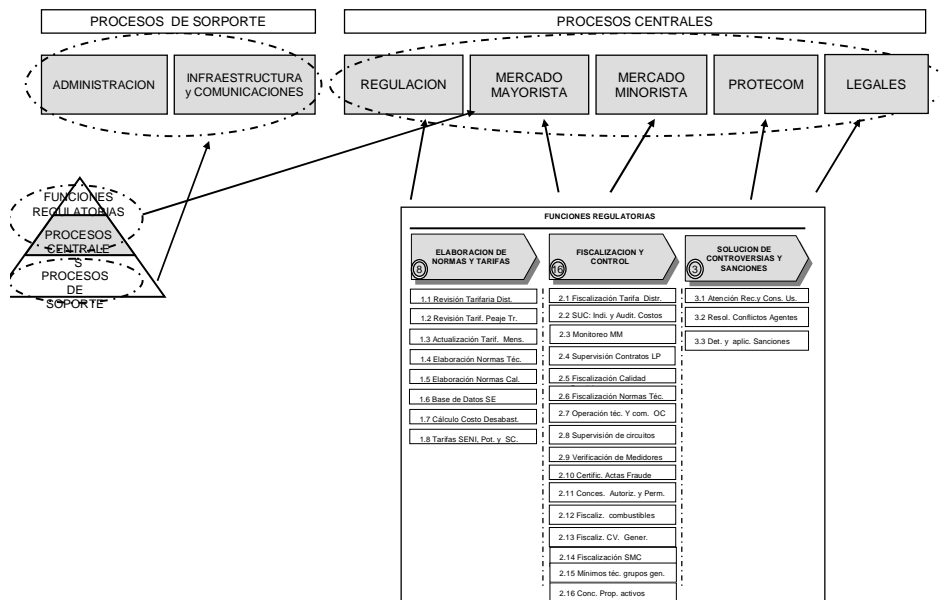 PROCESOS DE SORPORTE
PROCESOS CENTRALES
ADMINISTRACION
INFRAESTRUCTURA
y COMUNICACIONES
REGULACION
MERCADO
MAYORISTA
MERCADO
MINORISTA
PROTECOM
LEGALES
FUNCIONES
REGULATORIAS
PROCESOS
CENTRALE
S
PROCESOS
DE
SOPORTE
FUNCIONES REGULATORIAS
ELABORACION DE
NORMAS Y TARIFAS
8
FISCALIZACION Y
CONTROL
16
SOLUCION DE
CONTROVERSIAS Y
SANCIONES
3
1.1 Revisión Tarifaria Dist.
1.2 Revisión Tarif. Peaje Tr.
1.3 Actualización Tarif. Mens.
1.4 Elaboración Normas Téc.
1.5 Elaboración Normas Cal.
1.6 Base de Datos SE
1.7 Cálculo Costo Desabast.
1.8 Tarifas SENI, Pot. y SC.
2.1 Fiscalización Tarifa Distr.
2.2 SUC: Indi. y Audit. Costos
2.3 Monitoreo MM
2.4 Supervisión Contratos LP
2.5 Fiscalización Calidad
2.6 Fiscalización Normas Téc.
2.7 Operación téc. Y com. OC
2.8 Supervisión de circuitos
2.9 Verificación de Medidores
2.10 Certific. Actas Fraude
2.11 Conces. Autoriz. y Perm.
2.12 Fiscaliz. combustibles
2.13 Fiscaliz. CV. Gener.
2.14 Fiscalización SMC
2.15 Mínimos téc. grupos gen.
2.16 Conc. Prop. activos
3.1 Atención Rec.y Cons. Us.
3.2 Resol. Conflictos Agentes
3.3 Det. y aplic. Sanciones